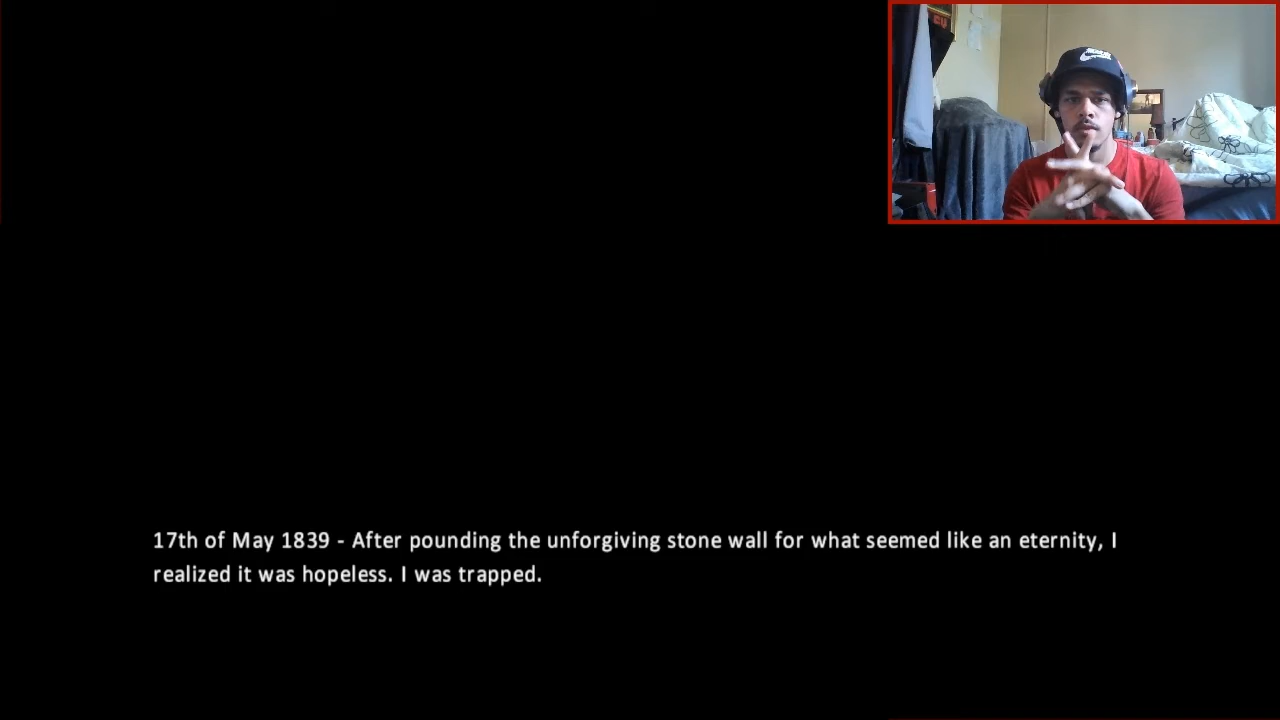 17th of May 1839 - After pounding the unforgiving stone wall for what seemed like an eternity, I
realized it was hopeless. I was trapped.